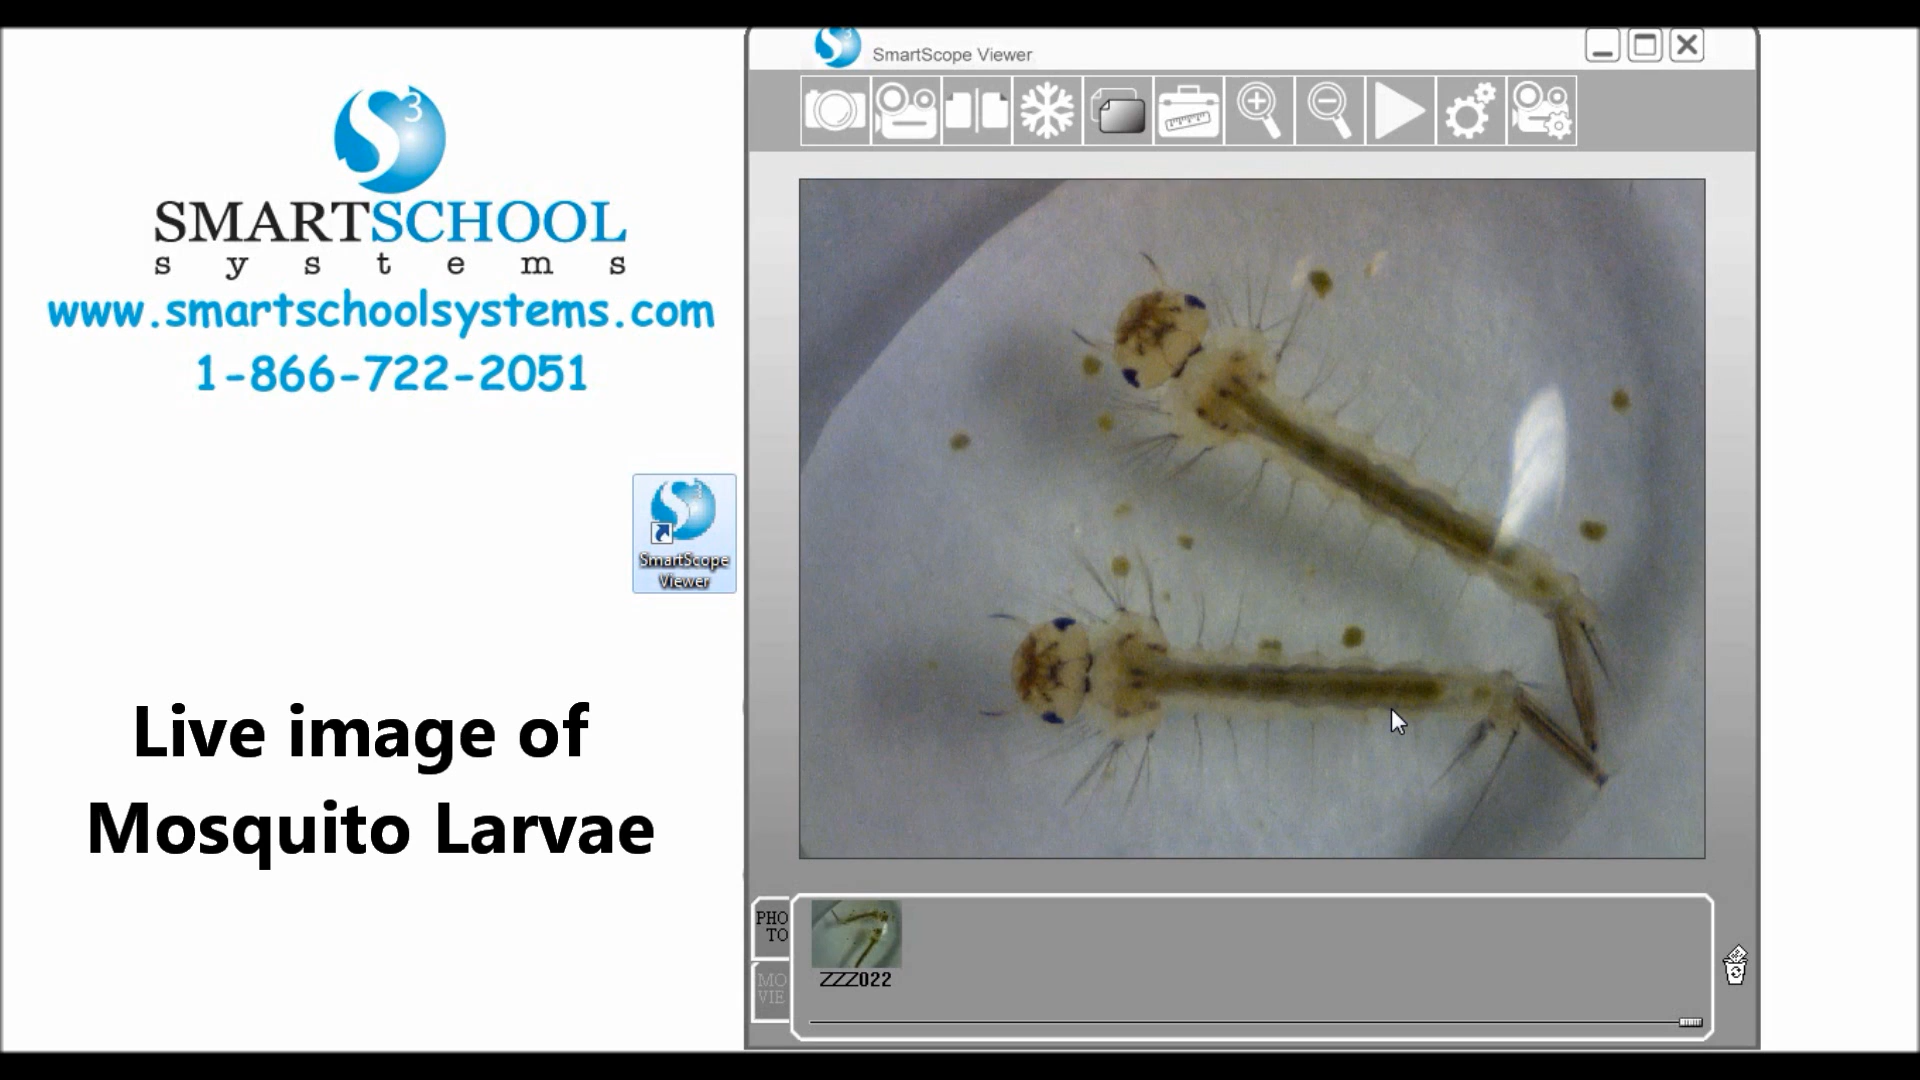 3
SMARTSCHOOL
systems
www.smartschoolsystems.com
1-866-722-2051
SmartScope
Viewer
Live image of
Mosquito Larvae
SmartScope Viewer
PHO
TO
MO
VIE
ZZZ022